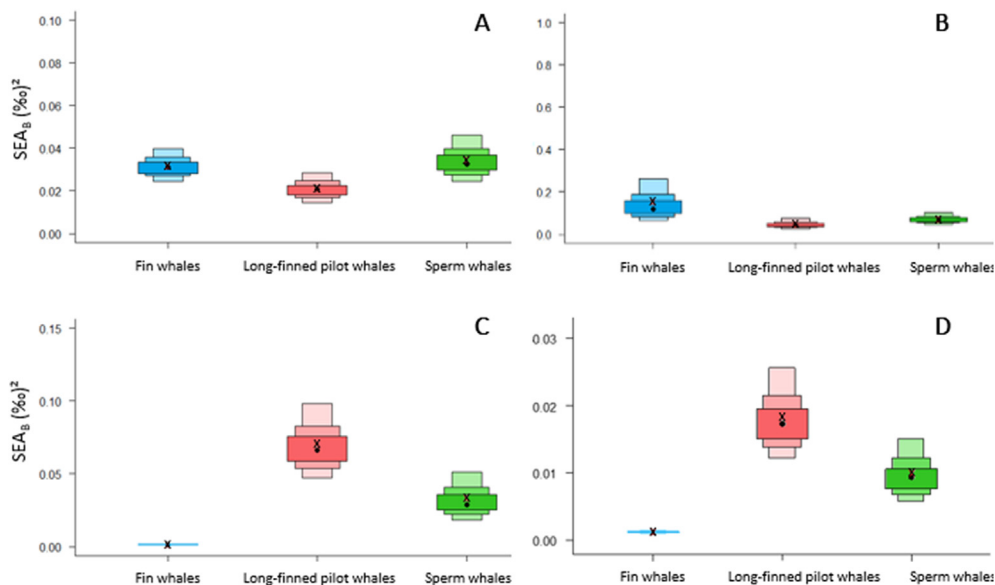 A
0.10
0.08
0.06
0.04
0.02
0.00
SEA_B (‰)²
Fin whales Long-finned pilot whales Sperm whales
B
1.0
0.8
0.6
0.4
0.2
0.0
Fin whales Long-finned pilot whales Sperm whales
C
0.15
0.10
0.05
0.00
SEA_B (‰)²
Fin whales Long-finned pilot whales Sperm whales
D
0.03
0.02
0.01
0.00
Fin whales Long-finned pilot whales Sperm whales